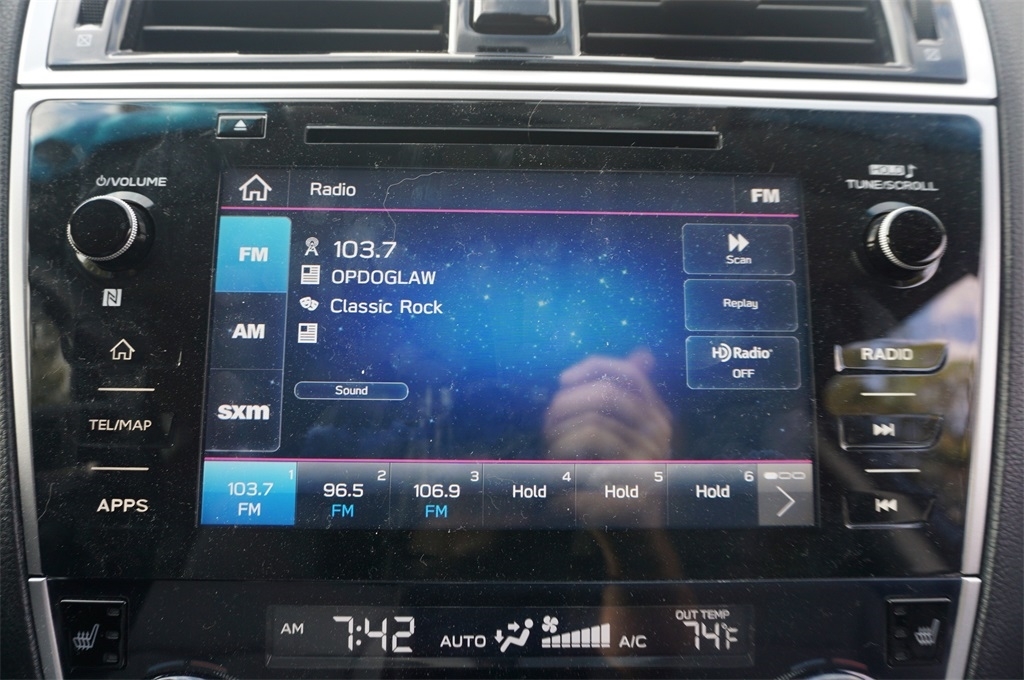 ⏻/VOLUME
TUNE/SCROLL
Radio
FM
FM
103.7
OPDOGLAW
Classic Rock
AM
sxm
Sound
Scan
Replay
HD Radio
OFF
TEL/MAP
APPS
RADIO
1
103.7
FM
2
96.5
FM
3
106.9
FM
4
Hold
5
Hold
6
Hold
AM 7:42
AUTO
A/C
OUT TEMP
74°F